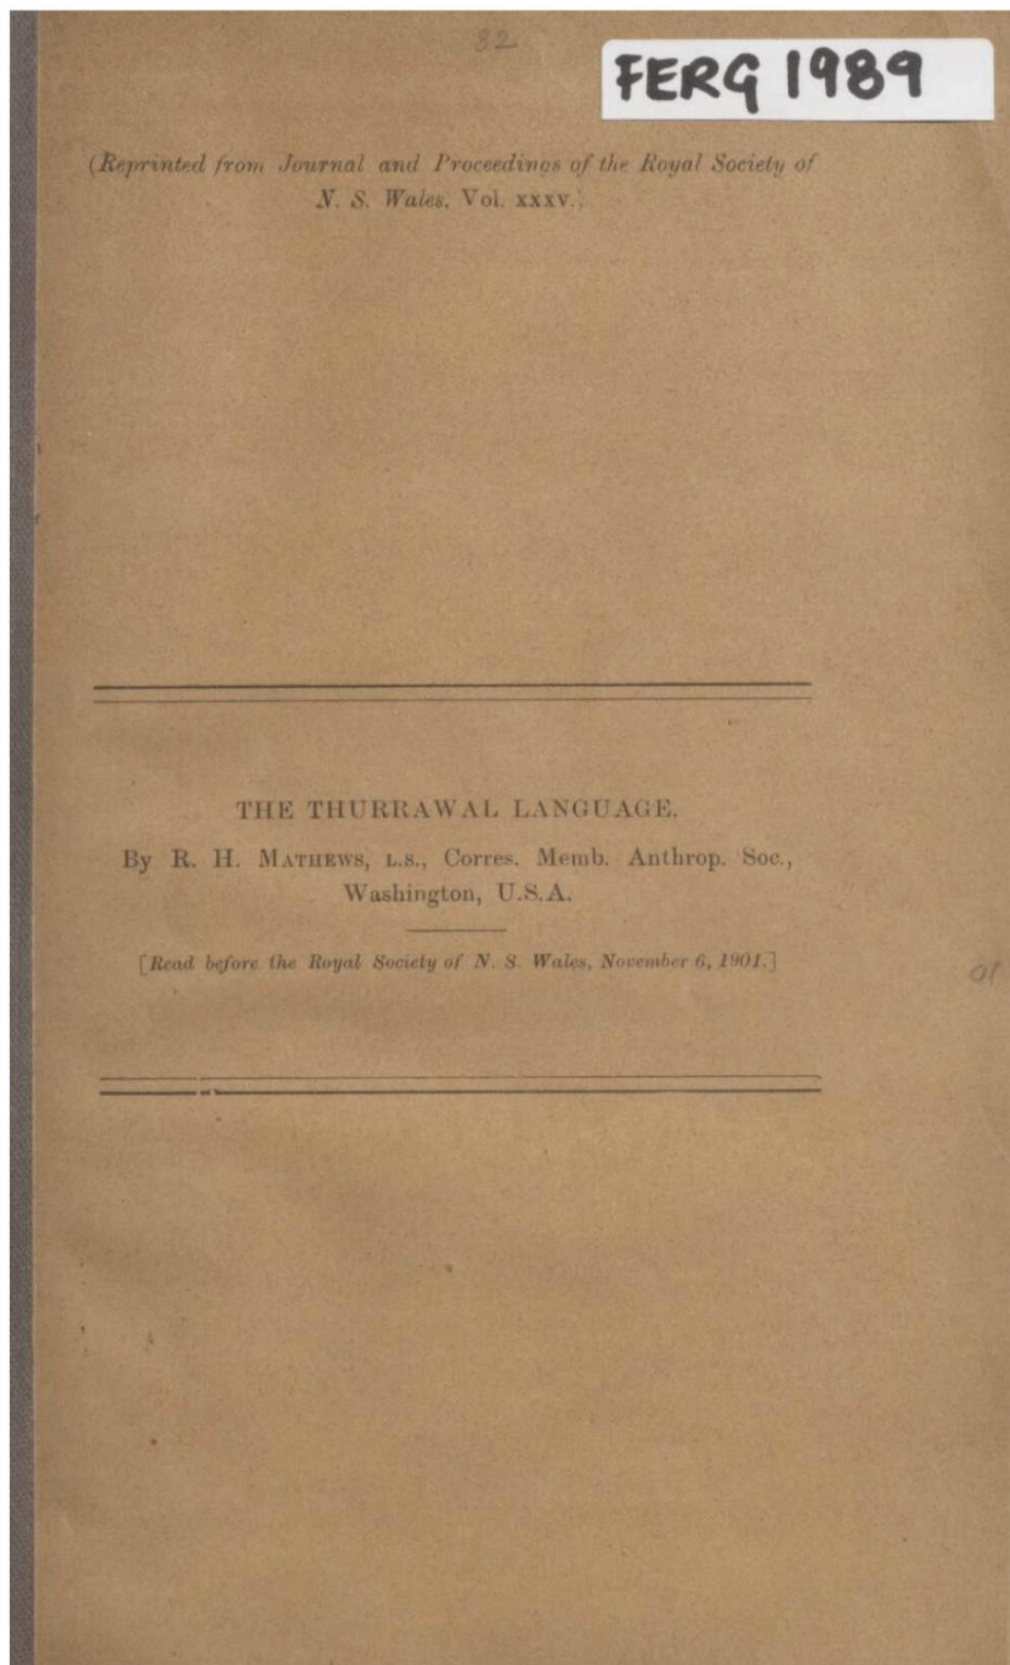 32
FERG 1989
(Reprinted from Journal and Proceedings of the Royal Society of
N. S. Wales, Vol. xxxv.)
THE THURRAWAL LANGUAGE.
By R. H. MATHEWS, L.S., Corres. Memb. Anthrop. Soc.,
Washington, U.S.A.
[Read before the Royal Society of N. S. Wales, November 6, 1901.]